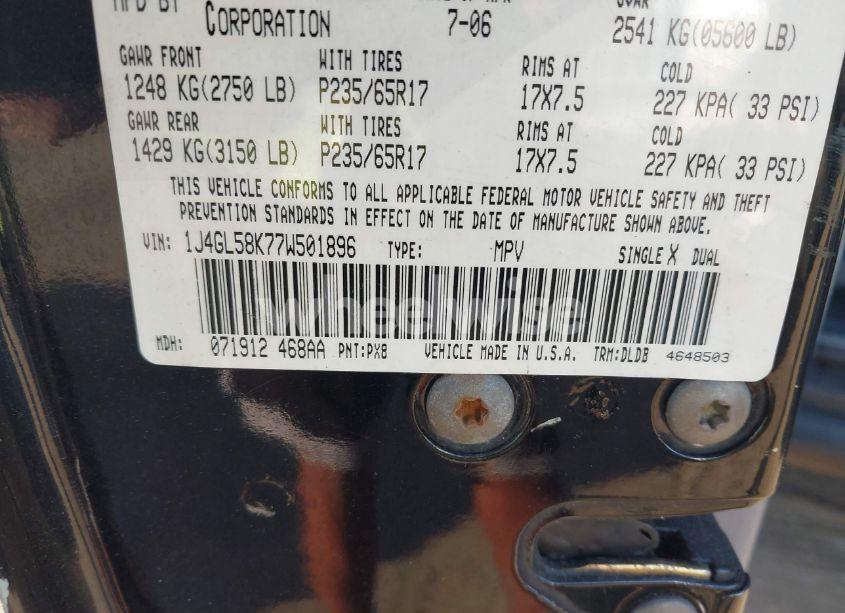 MFD BY
CORPORATION 7-06 2541 KG(05600 LB)
GAWR FRONT WITH TIRES RIMS AT COLD
1248 KG(2750 LB) P235/65R17 17X7.5 227 KPA( 33 PSI)
GAWR REAR WITH TIRES RIMS AT COLD
1429 KG(3150 LB) P235/65R17 17X7.5 227 KPA( 33 PSI)
THIS VEHICLE CONFORMS TO ALL APPLICABLE FEDERAL MOTOR VEHICLE SAFETY AND THEFT
PREVENTION STANDARDS IN EFFECT ON THE DATE OF MANUFACTURE SHOWN ABOVE.
VIN: 1J4GL58K77W501896 TYPE: MPV SINGLE X DUAL
wheelwise
MDH: 071912 468AA PNT:PX8 VEHICLE MADE IN U.S.A. TRM:DLDB 4648503